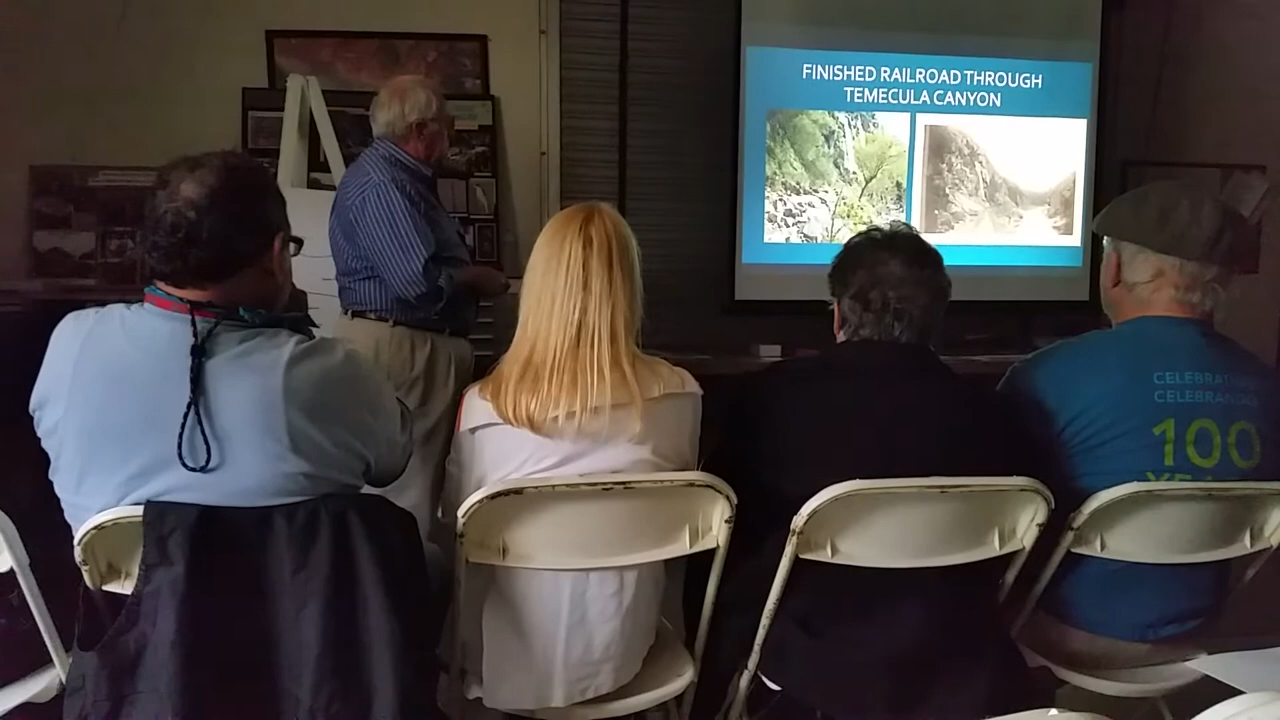 FINISHED RAILROAD THROUGH
TEMECULA CANYON
CELEBRATING
CELEBRANDO
100